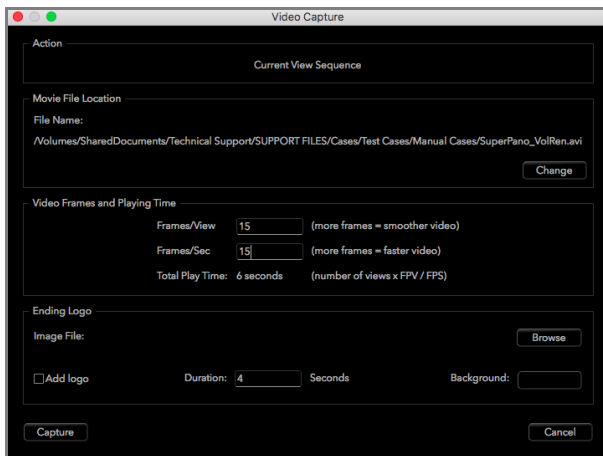 Video Capture
Action
Current View Sequence
Movie File Location
File Name:
/Volumes/SharedDocuments/Technical Support/SUPPORT FILES/Cases/Test Cases/Manual Cases/SuperPano_VolRen.avi
Change
Video Frames and Playing Time
Frames/View 15 (more frames = smoother video)
Frames/Sec 15 (more frames = faster video)
Total Play Time: 6 seconds (number of views x FPV / FPS)
Ending Logo
Image File: Browse
Add logo Duration: 4 Seconds Background:
Capture Cancel